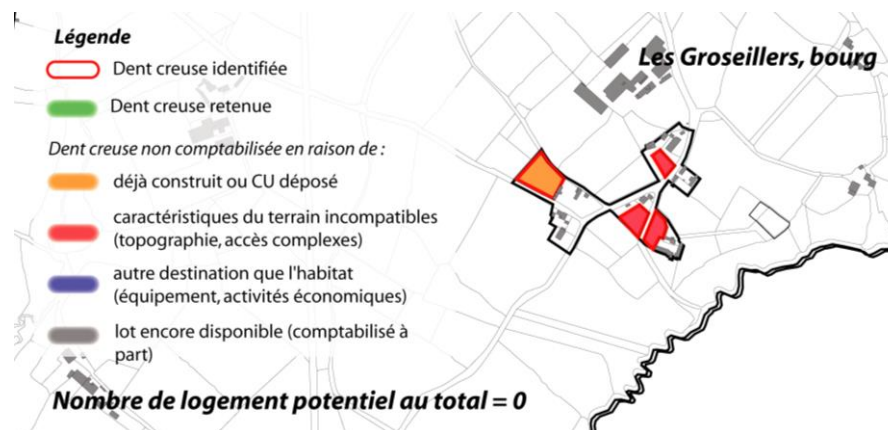 Légende
Dent creuse identifiée
Dent creuse retenue
Dent creuse non comptabilisée en raison de :
déjà construit ou CU déposé
caractéristiques du terrain incompatibles
(topographie, accès complexes)
autre destination que l'habitat
(équipement, activités économiques)
lot encore disponible (comptabilisé à
part)
Nombre de logement potentiel au total = 0
Les Groseillers, bourg